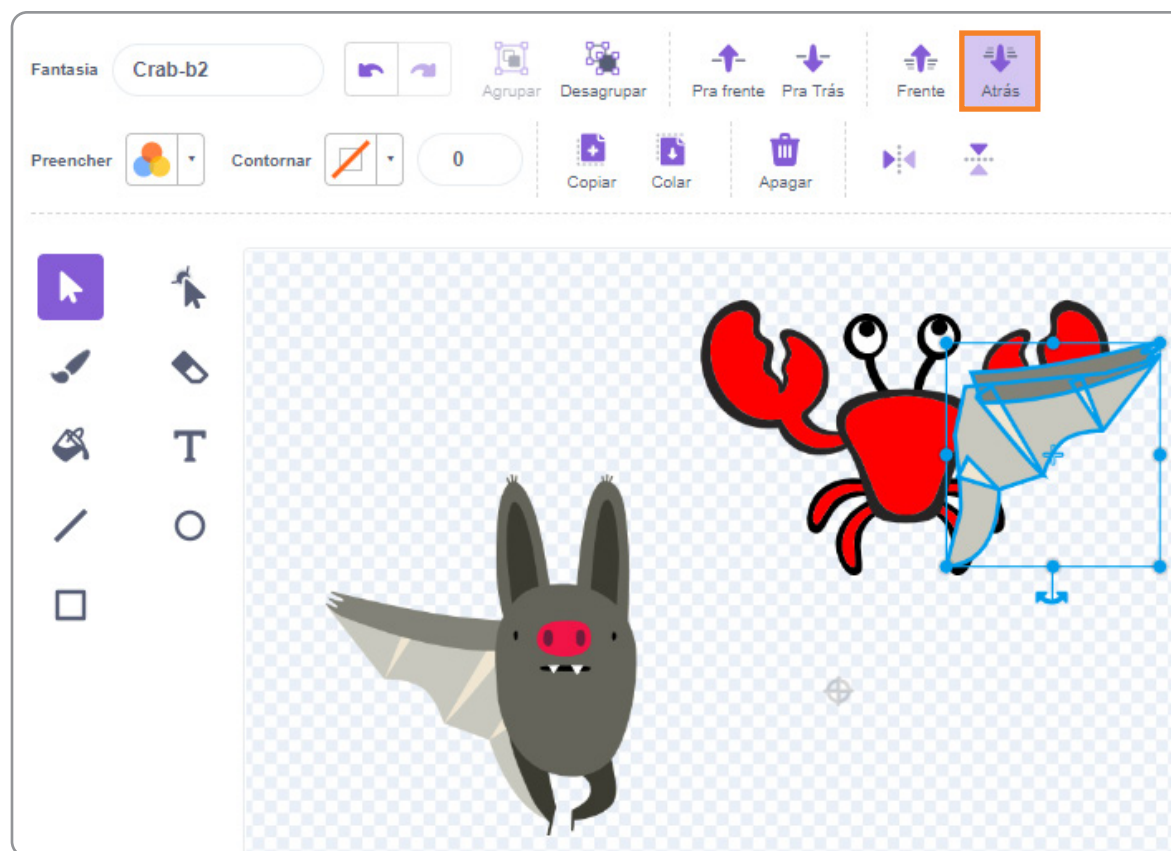 Fantasia Crab-b2
Agrupar Desagrupar Pra frente Pra Trás Frente Atrás
Preencher Contornar 0
Copiar Colar Apagar
T